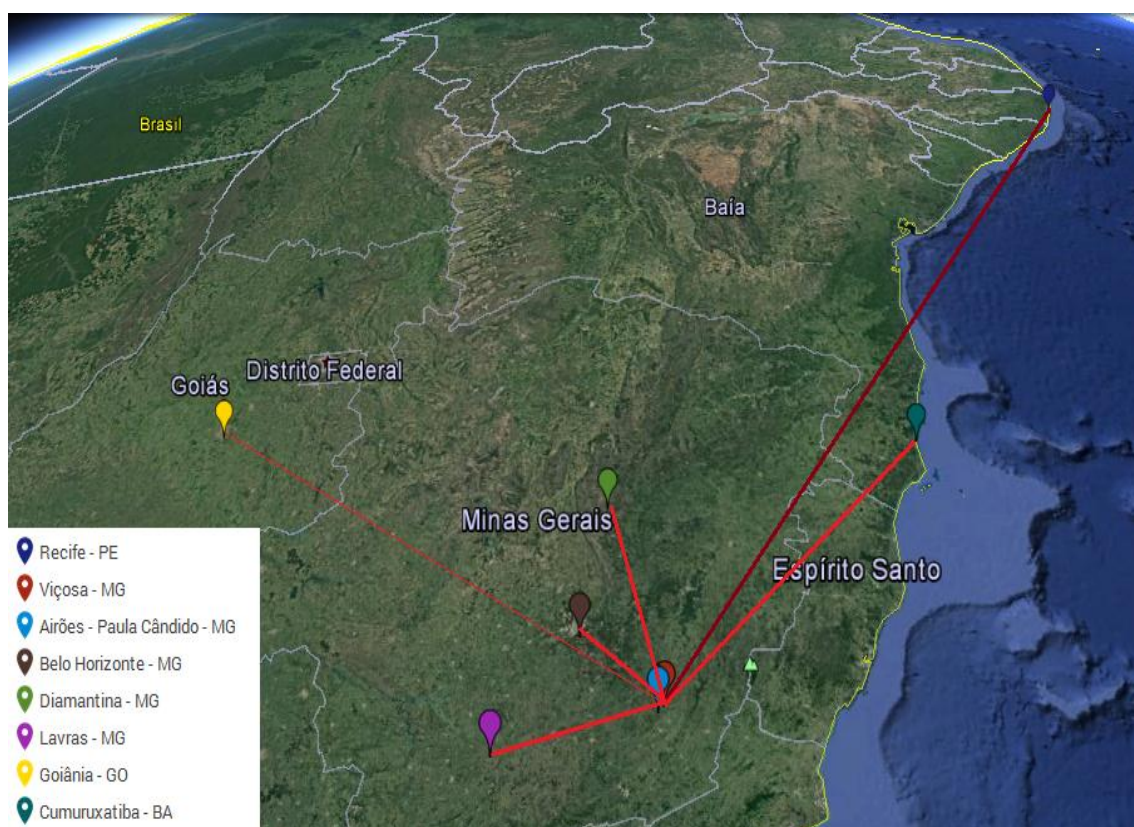 Brasil
Baía
Distrito Federal
Goiás
Minas Gerais
Espírito Santo
Recife - PE
Viçosa - MG
Airões - Paula Cândido - MG
Belo Horizonte - MG
Diamantina - MG
Lavras - MG
Goiânia - GO
Cumuruxatiba - BA